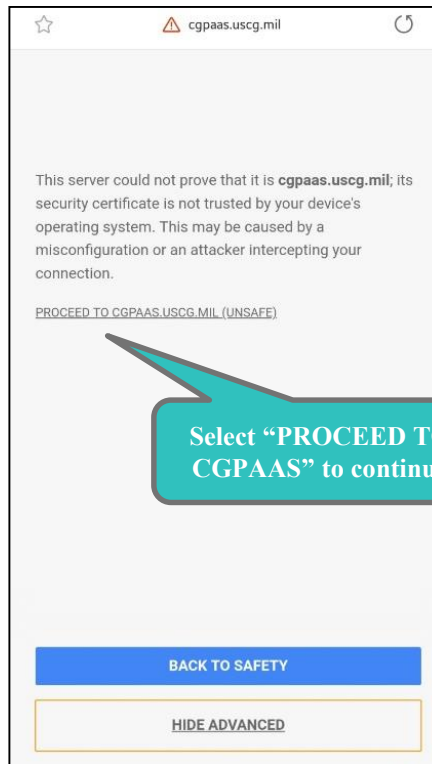 cgpaas.uscg.mil
This server could not prove that it is cgpaas.uscg.mil; its
security certificate is not trusted by your device's
operating system. This may be caused by a
misconfiguration or an attacker intercepting your
connection.
PROCEED TO CGPAAS.USCG.MIL (UNSAFE)
Select “PROCEED
CGPAAS” to
BACK TO SAFETY
HIDE ADVANCED